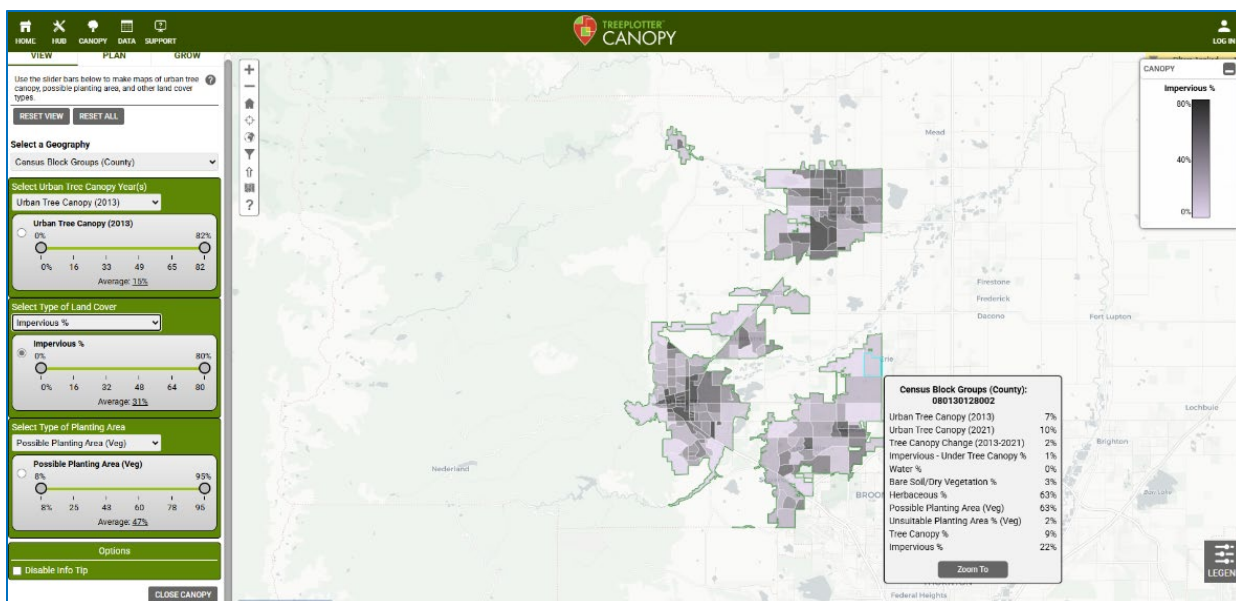 HOME HUB CANOPY DATA SUPPORT
TREEPLOTTER
CANOPY
LOG IN
VIEW PLAN GROW
Use the slider bars below to make maps of urban tree
canopy, possible planting area, and other land cover
types.
RESET VIEW RESET ALL
Select a Geography
Census Block Groups (County)
Select Urban Tree Canopy Year(s)
Urban Tree Canopy (2013)
Urban Tree Canopy (2013)
0% 82%
0% 16 33 49 65 82
Average: 15%
Select Type of Land Cover
Impervious %
Impervious %
0% 80%
0% 16 32 48 64 80
Average: 31%
Select Type of Planting Area
Possible Planting Area (Veg)
Possible Planting Area (Veg)
8% 95%
8% 25 43 60 78 95
Average: 47%
Options
Disable Info Tip
CLOSE CANOPY
Mead
Firestone
Frederick
Dacono
Fort Lupton
Lochbuie
Brighton
Nederland
BROO
Federal Heights
Census Block Groups (County):
080130128002
Urban Tree Canopy (2013) 7%
Urban Tree Canopy (2021) 10%
Tree Canopy Change (2013-2021) 2%
Impervious - Under Tree Canopy % 1%
Water % 0%
Bare Soil/Dry Vegetation % 3%
Herbaceous % 63%
Possible Planting Area (Veg) 63%
Unsuitable Planting Area % (Veg) 2%
Tree Canopy % 9%
Impervious % 22%
Zoom To
CANOPY
Impervious %
80%
40%
0%
LEGEN